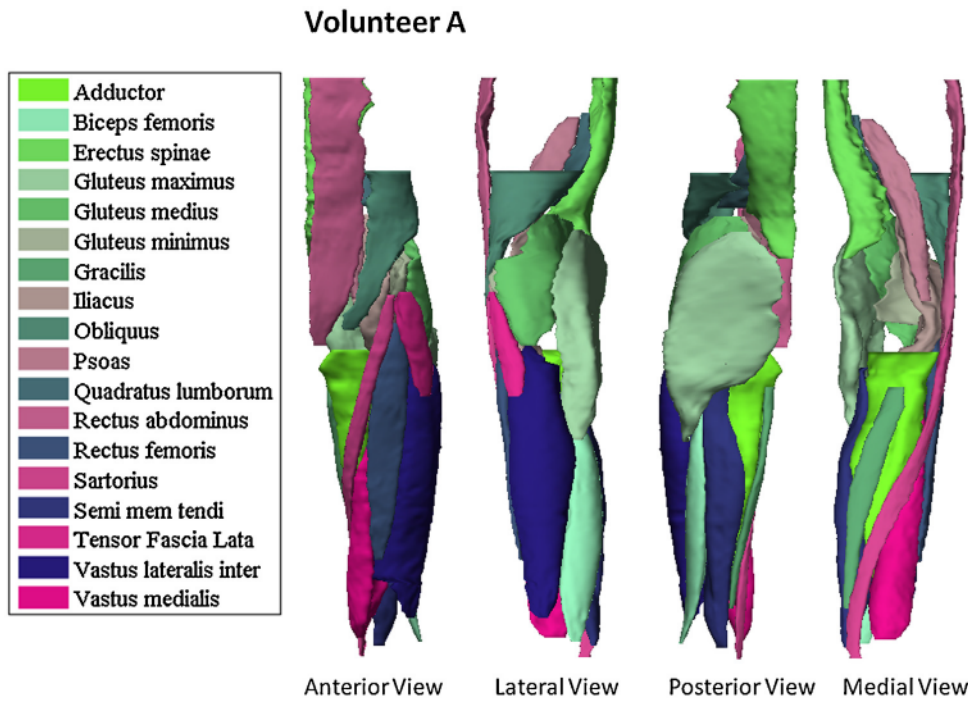 Volunteer A
Adductor
Biceps femoris
Erectus spinae
Gluteus maximus
Gluteus medius
Gluteus minimus
Gracilis
Iliacus
Obliquus
Psoas
Quadratus lumborum
Rectus abdominus
Rectus femoris
Sartorius
Semi mem tendi
Tensor Fascia Lata
Vastus lateralis inter
Vastus medialis
Anterior View
Lateral View
Posterior View
Medial View